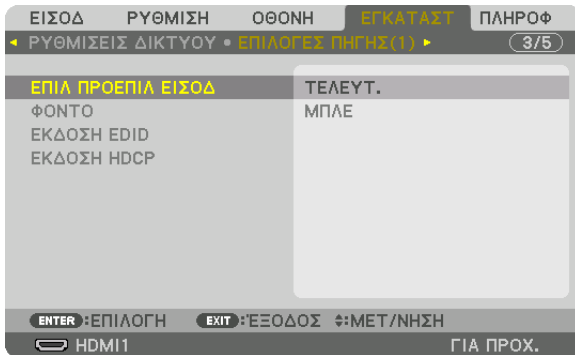 ΕΙΣΟΔ ΡΥΘΜΙΣΗ ΟΘΟΝΗ ΕΓΚΑΤΑΣΤ ΠΛΗΡΟΦ
◂ ΡΥΘΜΙΣΕΙΣ ΔΙΚΤΥΟΥ • ΕΠΙΛΟΓΕΣ ΠΗΓΗΣ(1) ▸ 3/5
ΕΠΙΛ ΠΡΟΕΠΙΛ ΕΙΣΟΔ ΤΕΛΕΥΤ.
ΦΟΝΤΟ ΜΠΛΕ
ΕΚΔΟΣΗ EDID
ΕΚΔΟΣΗ HDCP
ENTER :ΕΠΙΛΟΓΗ EXIT :ΈΞΟΔΟΣ ♦:ΜΕΤ/ΝΗΣΗ
HDMI1 ΓΙΑ ΠΡΟΧ.